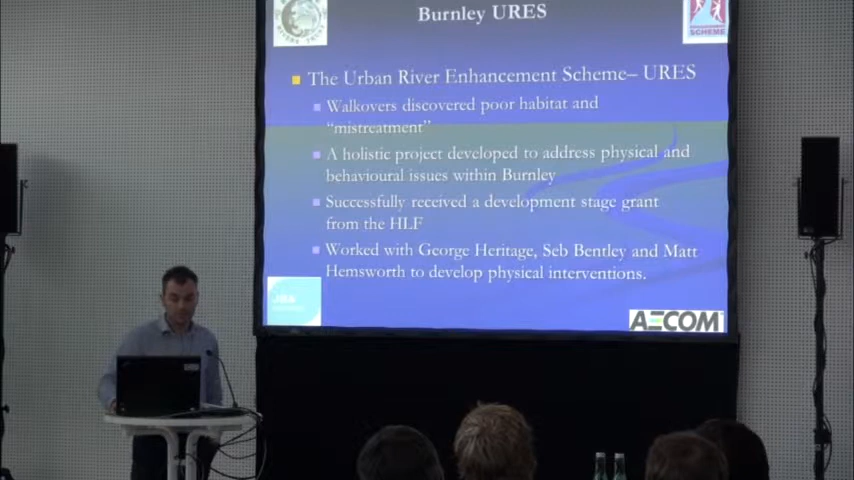 Burnley URES
SCHEME
The Urban River Enhancement Scheme– URES
Walkovers discovered poor habitat and
“mistreatment”
A holistic project developed to address physical and
behavioural issues within Burnley
Successfully received a development stage grant
from the HLF
Worked with George Heritage, Seb Bentley and Matt
Hemsworth to develop physical interventions.
JBA
AECOM